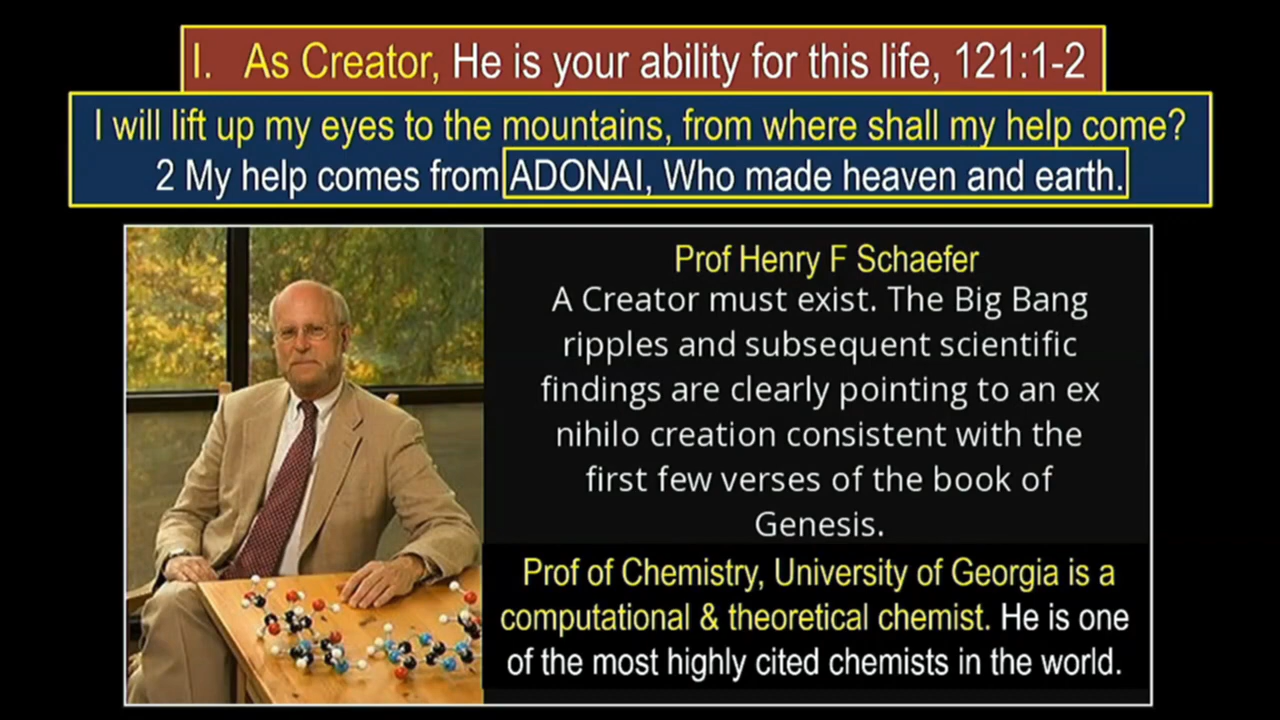 I. As Creator, He is your ability for this life, 121:1-2
I will lift up my eyes to the mountains, from where shall my help come?
2 My help comes from ADONAI, Who made heaven and earth.
Prof Henry F Schaefer
A Creator must exist. The Big Bang
ripples and subsequent scientific
findings are clearly pointing to an ex
nihilo creation consistent with the
first few verses of the book of
Genesis.
Prof of Chemistry, University of Georgia is a
computational & theoretical chemist. He is one
of the most highly cited chemists in the world.